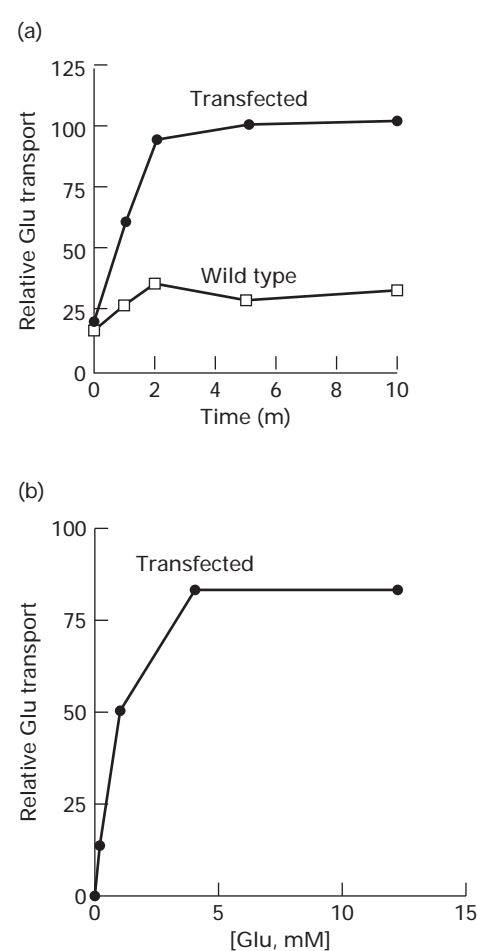 (a)
125
Transfected
100
Relative Glu transport
75
50
Wild type
25
0
0 2 4 6 8 10
Time (m)
(b)
100
Transfected
Relative Glu transport
75
50
25
0
0 5 10 15
[Glu, mM]